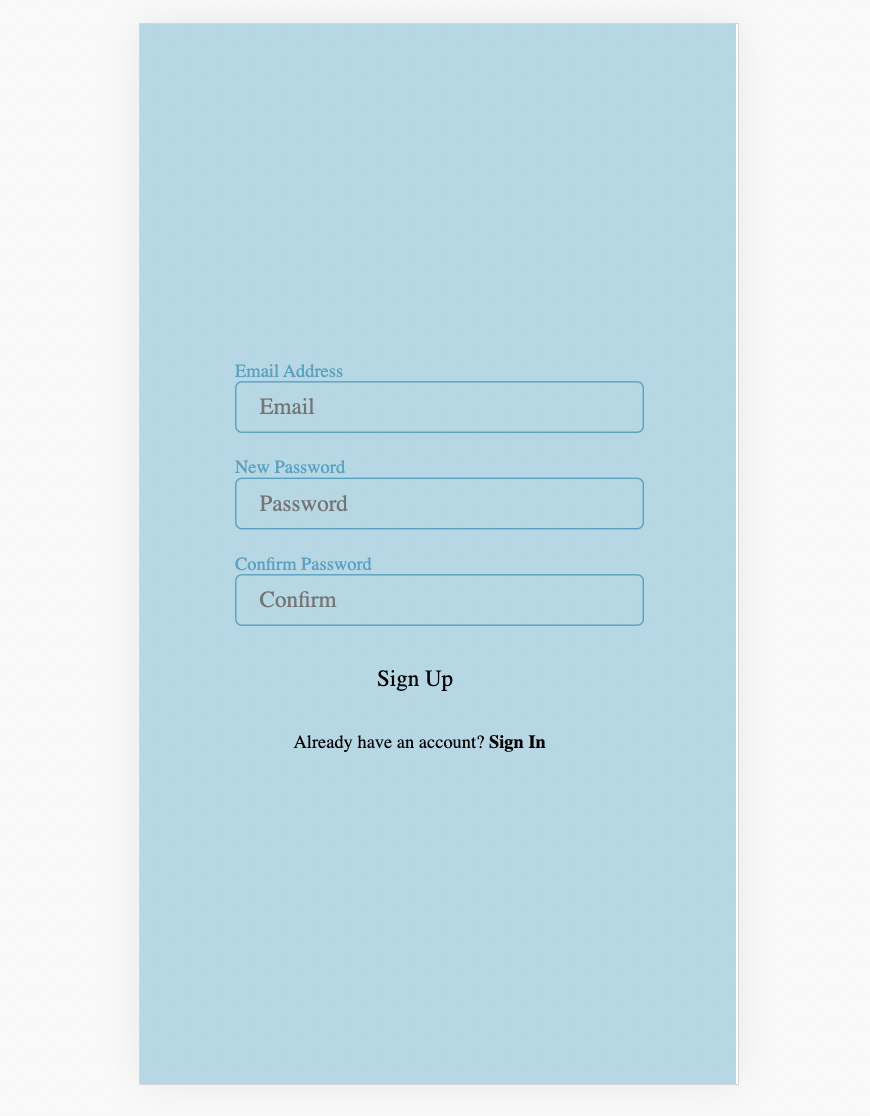 Email Address
Email
New Password
Password
Confirm Password
Confirm
Sign Up
Already have an account? Sign In